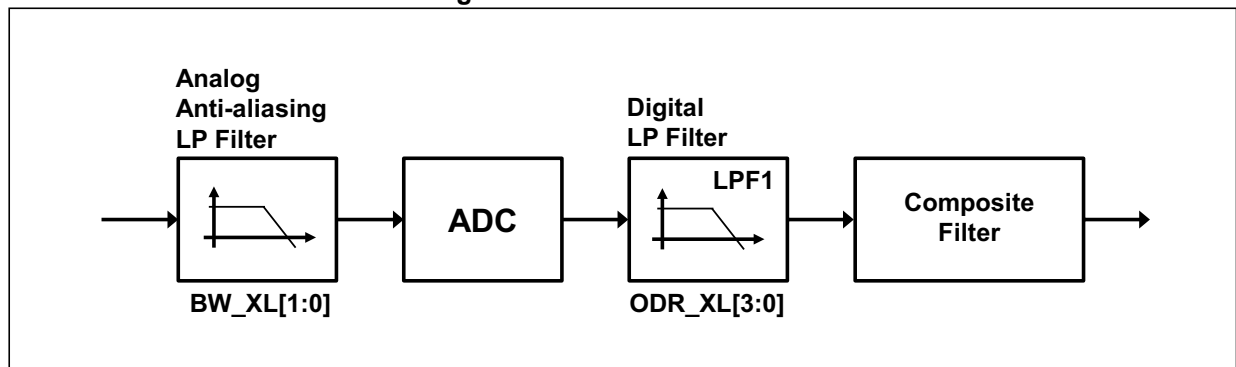 Analog
Anti-aliasing
LP Filter
BW_XL[1:0]
ADC
Digital
LP Filter
LPF1
ODR_XL[3:0]
Composite
Filter